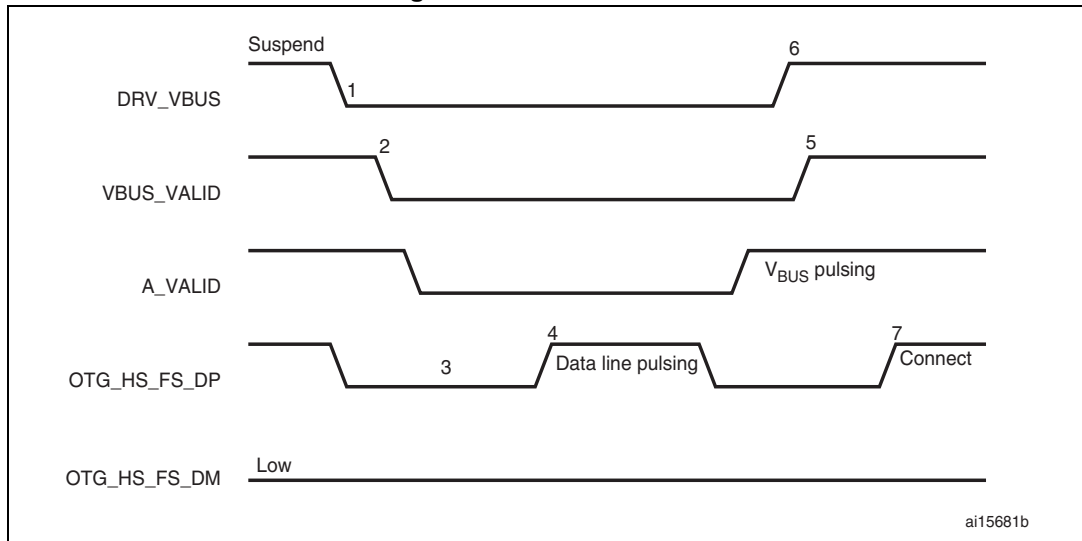 Suspend
6
DRV_VBUS
1
2
5
VBUS_VALID
A_VALID
VBUS pulsing
4
7
3
Data line pulsing
Connect
OTG_HS_FS_DP
Low
OTG_HS_FS_DM
ai15681b